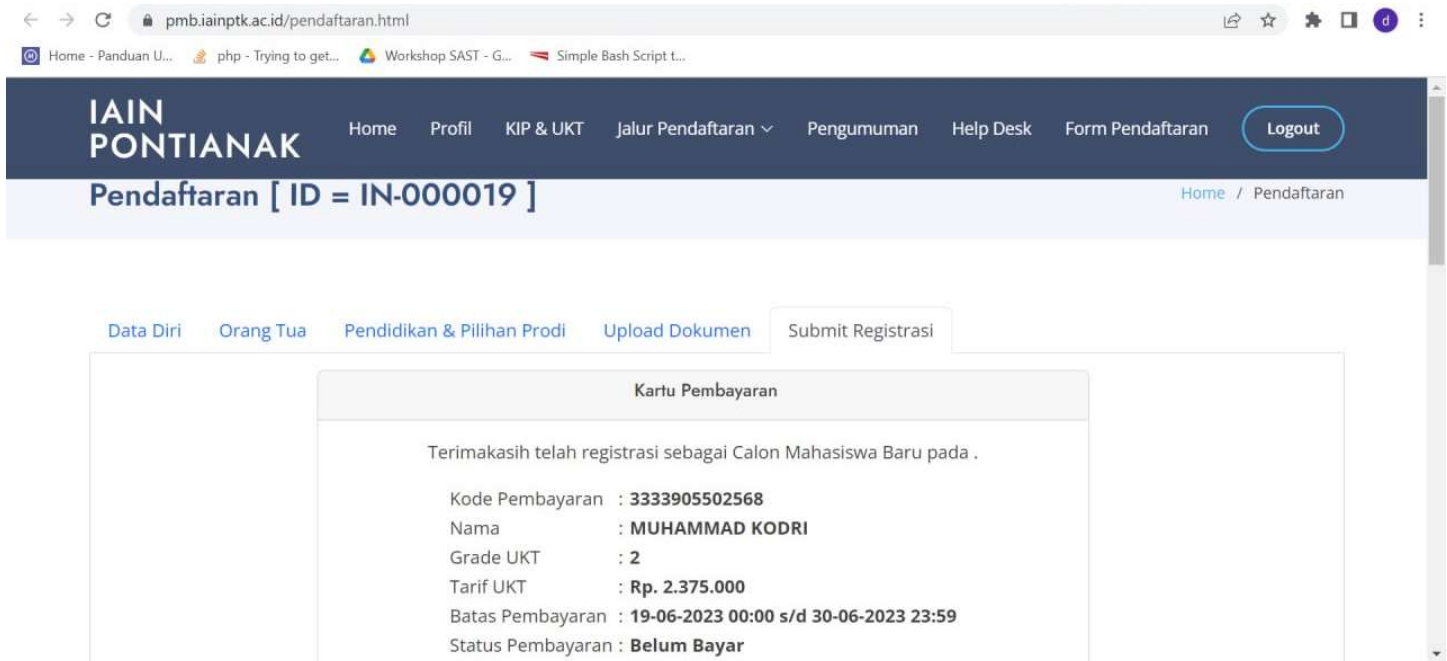 pmb.iainptk.ac.id/pendaftaran.html
d
Home - Panduan U... php - Trying to get... Workshop SAST - G... Simple Bash Script t...
IAIN
PONTIANAK
Home Profil KIP & UKT Jalur Pendaftaran Pengumuman Help Desk Form Pendaftaran Logout
Pendaftaran [ ID = IN-000019 ]
Home / Pendaftaran
Data Diri Orang Tua Pendidikan & Pilihan Prodi Upload Dokumen Submit Registrasi
Kartu Pembayaran
Terimakasih telah registrasi sebagai Calon Mahasiswa Baru pada .
Kode Pembayaran : 3333905502568
Nama : MUHAMMAD KODRI
Grade UKT : 2
Tarif UKT : Rp. 2.375.000
Batas Pembayaran : 19-06-2023 00:00 s/d 30-06-2023 23:59
Status Pembayaran : Belum Bayar